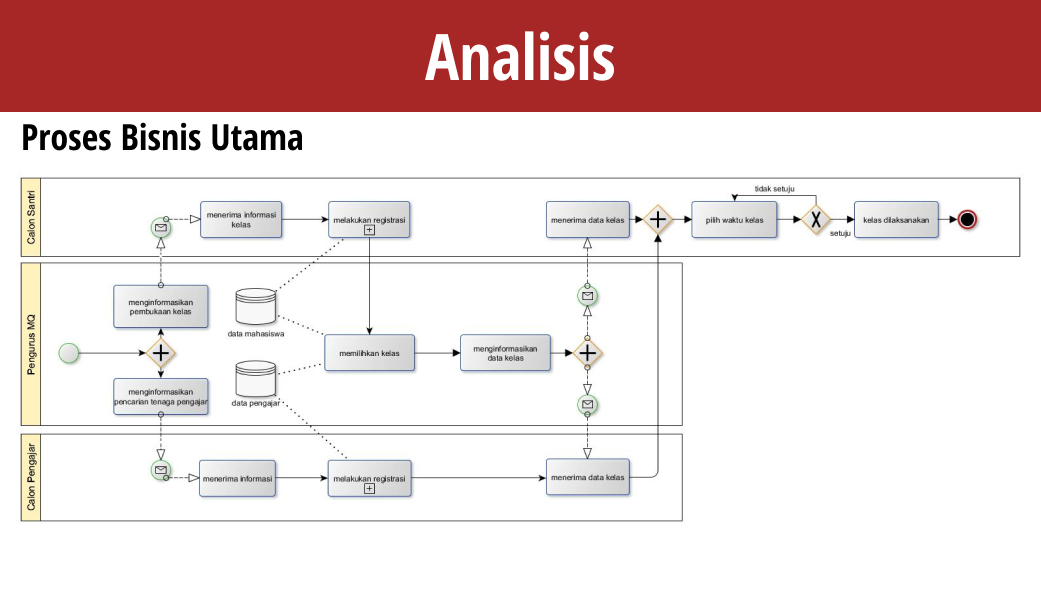 Analisis
Proses Bisnis Utama
Calon Santri
menerima informasi
kelas
melakukan registrasi
menerima data kelas
tidak setuju
pilih waktu kelas
setuju
kelas dilaksanakan
Pengurus MQ
menginformasikan
pembukaan kelas
menginformasikan
pencarian tenaga pengajar
data mahasiswa
data pengajar
memilihkan kelas
menginformasikan
data kelas
Calon Pengajar
menerima informasi
melakukan registrasi
menerima data kelas